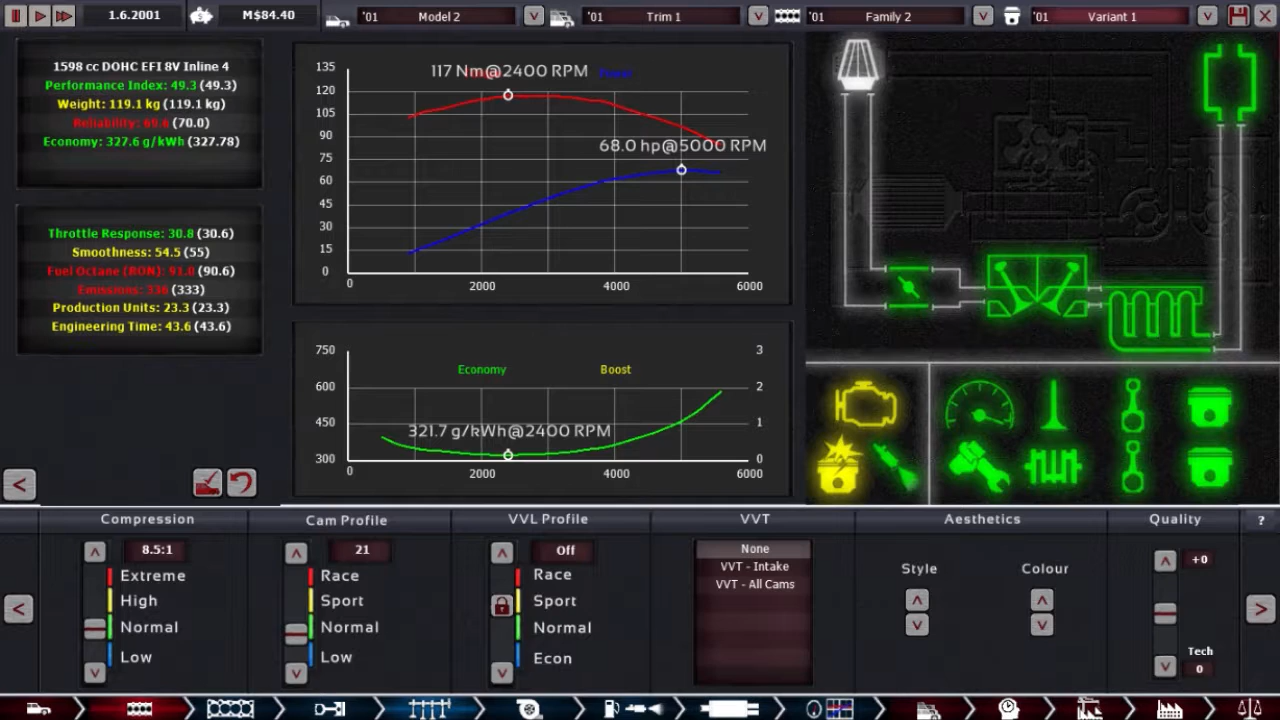 1.6.2001 M$84.40 '01 Model 2 '01 Trim 1 '01 Family 2 '01 Variant 1
1598 cc DOHC EFI 8V Inline 4
Performance Index: 49.3 (49.3)
Weight: 119.1 kg (119.1 kg)
Reliability: 69.6 (70.0)
Economy: 327.6 g/kWh (327.78)
Throttle Response: 30.8 (30.6)
Smoothness: 54.5 (55)
Fuel Octane (RON): 91.0 (90.6)
Emissions: 336 (333)
Production Units: 23.3 (23.3)
Engineering Time: 43.6 (43.6)
117 Nm@2400 RPM
68.0 hp@5000 RPM
135
120
105
90
75
60
45
30
15
0
0 2000 4000 6000
Economy Boost
321.7 g/kWh@2400 RPM
750 3
600 2
450 1
300 0
0 2000 4000 6000
Compression
8.5:1
Extreme
High
Normal
Low
Cam Profile
21
Race
Sport
Normal
Low
VVL Profile
Off
Race
Sport
Normal
Econ
VVT
None
VVT - Intake
VVT - All Cams
Aesthetics
Style Colour
Quality
+0
Tech
0
?